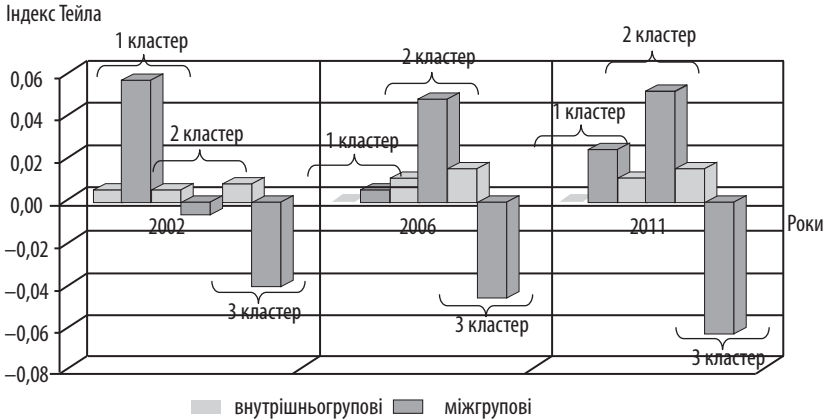 Індекс Тейла
1 кластер
2 кластер
2 кластер
0,06
0,04
0,02
0,00
−0,02
−0,04
−0,06
−0,08
2 кластер
1 кластер
1 кластер
2002
2006
2011
Роки
3 кластер
3 кластер
3 кластер
внутрішньогрупові міжгрупові